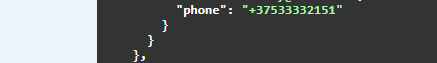 "phone": "+37533332151"
}
}
},